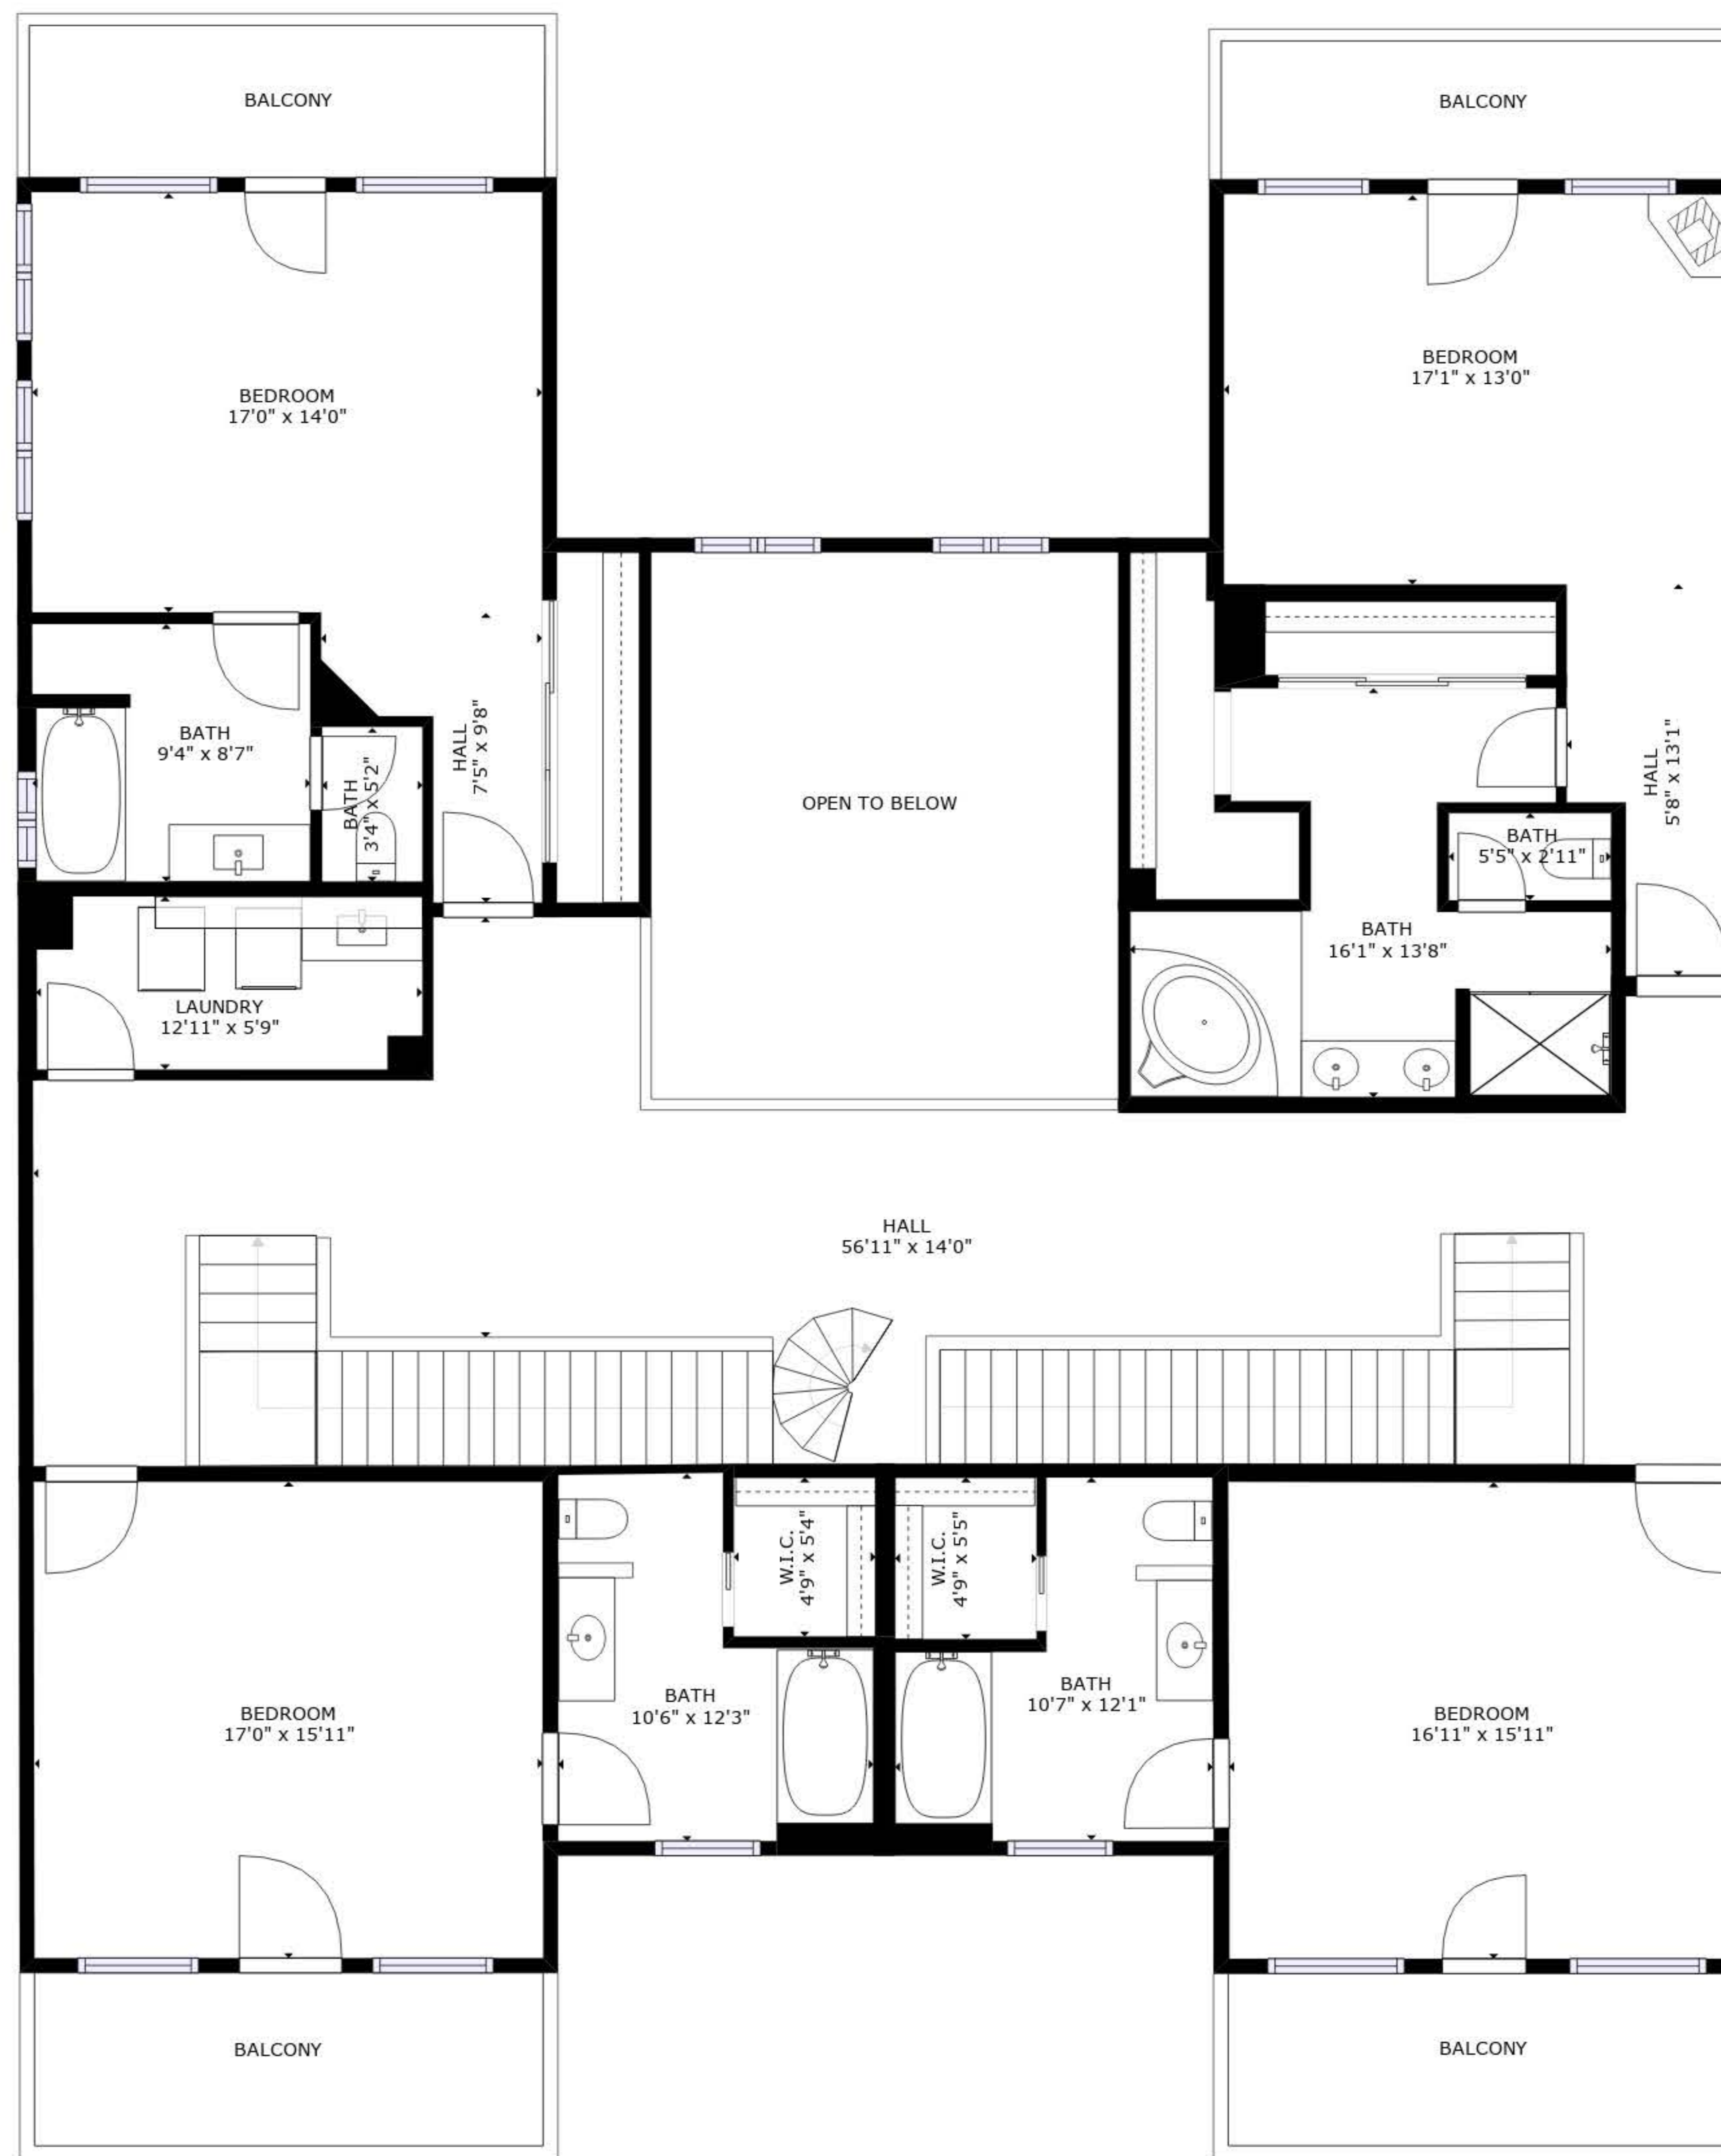 BALCONY
BALCONY
BEDROOM
17'1" x 13'0"
BEDROOM
17'0" x 14'0"
BATH
9'4" x 8'7"
BATH
3'4" x 5'2"
HALL
7'5" x 9'8"
OPEN TO BELOW
HALL
5'8" x 13'1"
BATH
5'5" x 2'11"
BATH
16'1" x 13'8"
LAUNDRY
12'11" x 5'9"
HALL
56'11" x 14'0"
W.I.C.
4'9" x 5'4"
W.I.C.
4'9" x 5'5"
BATH
10'6" x 12'3"
BATH
10'7" x 12'1"
BEDROOM
17'0" x 15'11"
BEDROOM
16'11" x 15'11"
BALCONY
BALCONY